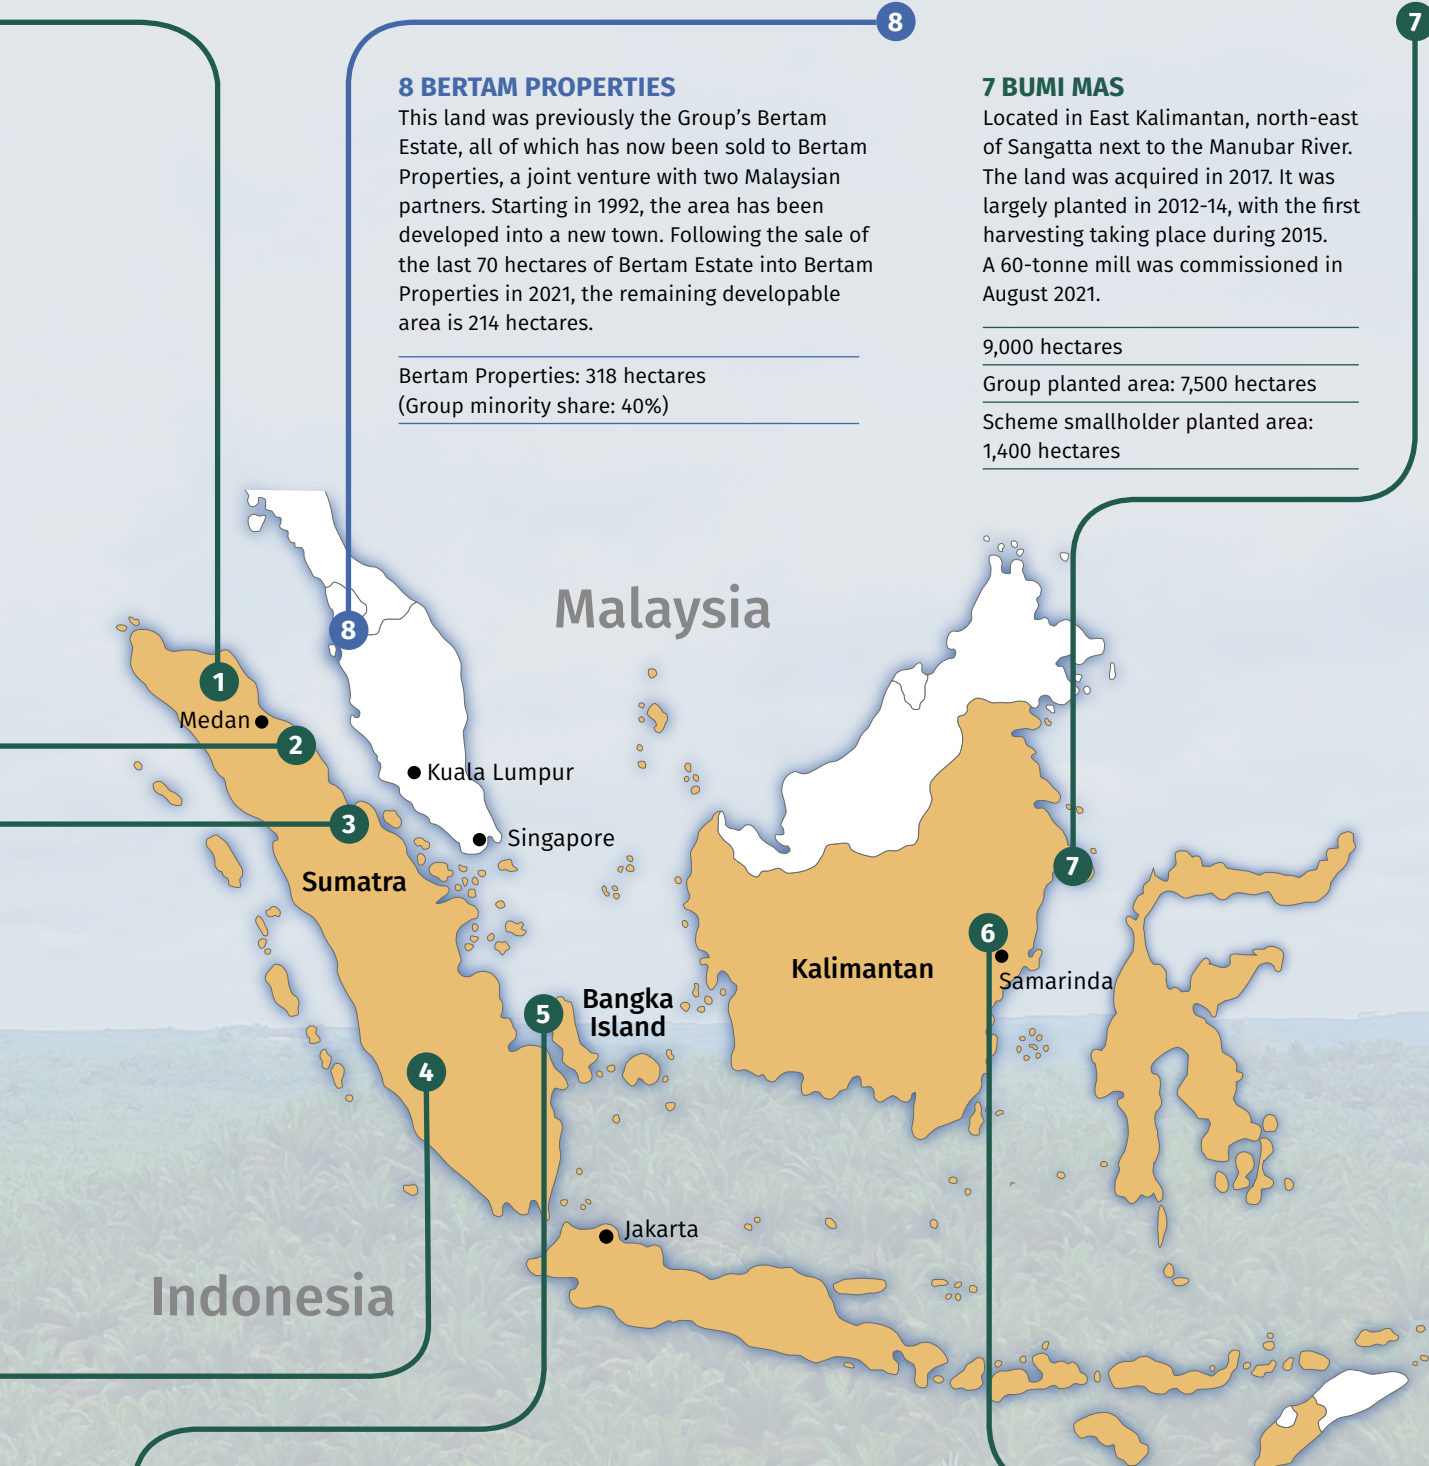 8
7
8 BERTAM PROPERTIES
This land was previously the Group's Bertam
Estate, all of which has now been sold to Bertam
Properties, a joint venture with two Malaysian
partners. Starting in 1992, the area has been
developed into a new town. Following the sale of
the last 70 hectares of Bertam Estate into Bertam
Properties in 2021, the remaining developable
area is 214 hectares.
Bertam Properties: 318 hectares
(Group minority share: 40%)
7 BUMI MAS
Located in East Kalimantan, north-east
of Sangatta next to the Manubar River.
The land was acquired in 2017. It was
largely planted in 2012-14, with the first
harvesting taking place during 2015.
A 60-tonne mill was commissioned in
August 2021.
9,000 hectares
Group planted area: 7,500 hectares
Scheme smallholder planted area:
1,400 hectares
Malaysia
8
1
Medan
2
Kuala Lumpur
3
Singapore
Sumatra
7
6
Kalimantan
Samarinda
Bangka
Island
5
4
Jakarta
Indonesia